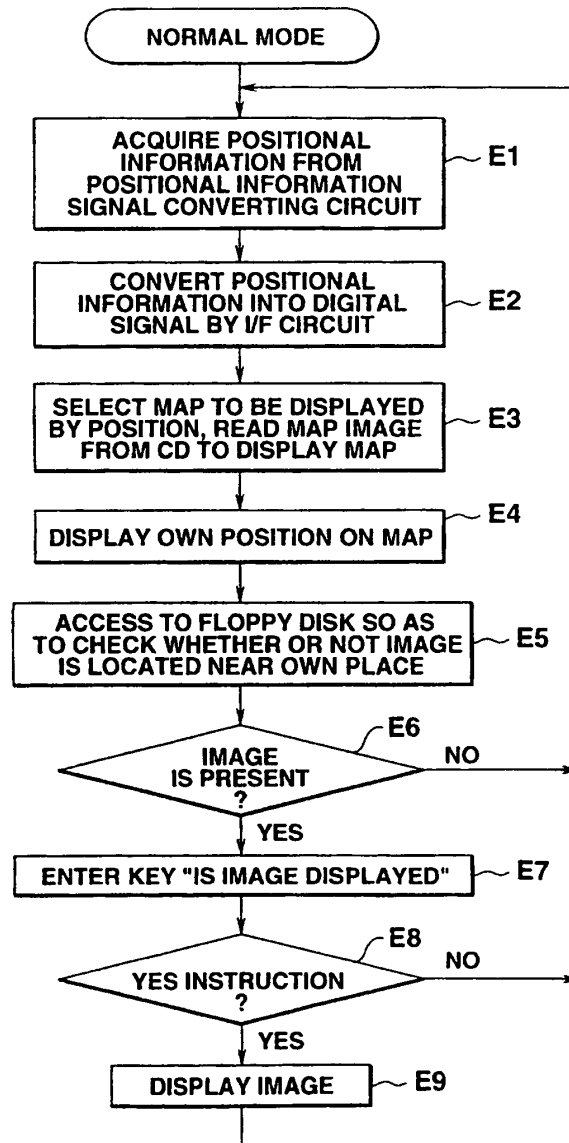 NORMAL MODE
ACQUIRE POSITIONAL
INFORMATION FROM
POSITIONAL INFORMATION
SIGNAL CONVERTING CIRCUIT
E1
CONVERT POSITIONAL
INFORMATION INTO DIGITAL
SIGNAL BY I/F CIRCUIT
E2
SELECT MAP TO BE DISPLAYED
BY POSITION, READ MAP IMAGE
FROM CD TO DISPLAY MAP
E3
DISPLAY OWN POSITION ON MAP
E4
ACCESS TO FLOPPY DISK SO AS
TO CHECK WHETHER OR NOT IMAGE
IS LOCATED NEAR OWN PLACE
E5
IMAGE
IS PRESENT
?
E6
NO
YES
ENTER KEY "IS IMAGE DISPLAYED"
E7
YES INSTRUCTION
?
E8
NO
YES
DISPLAY IMAGE
E9